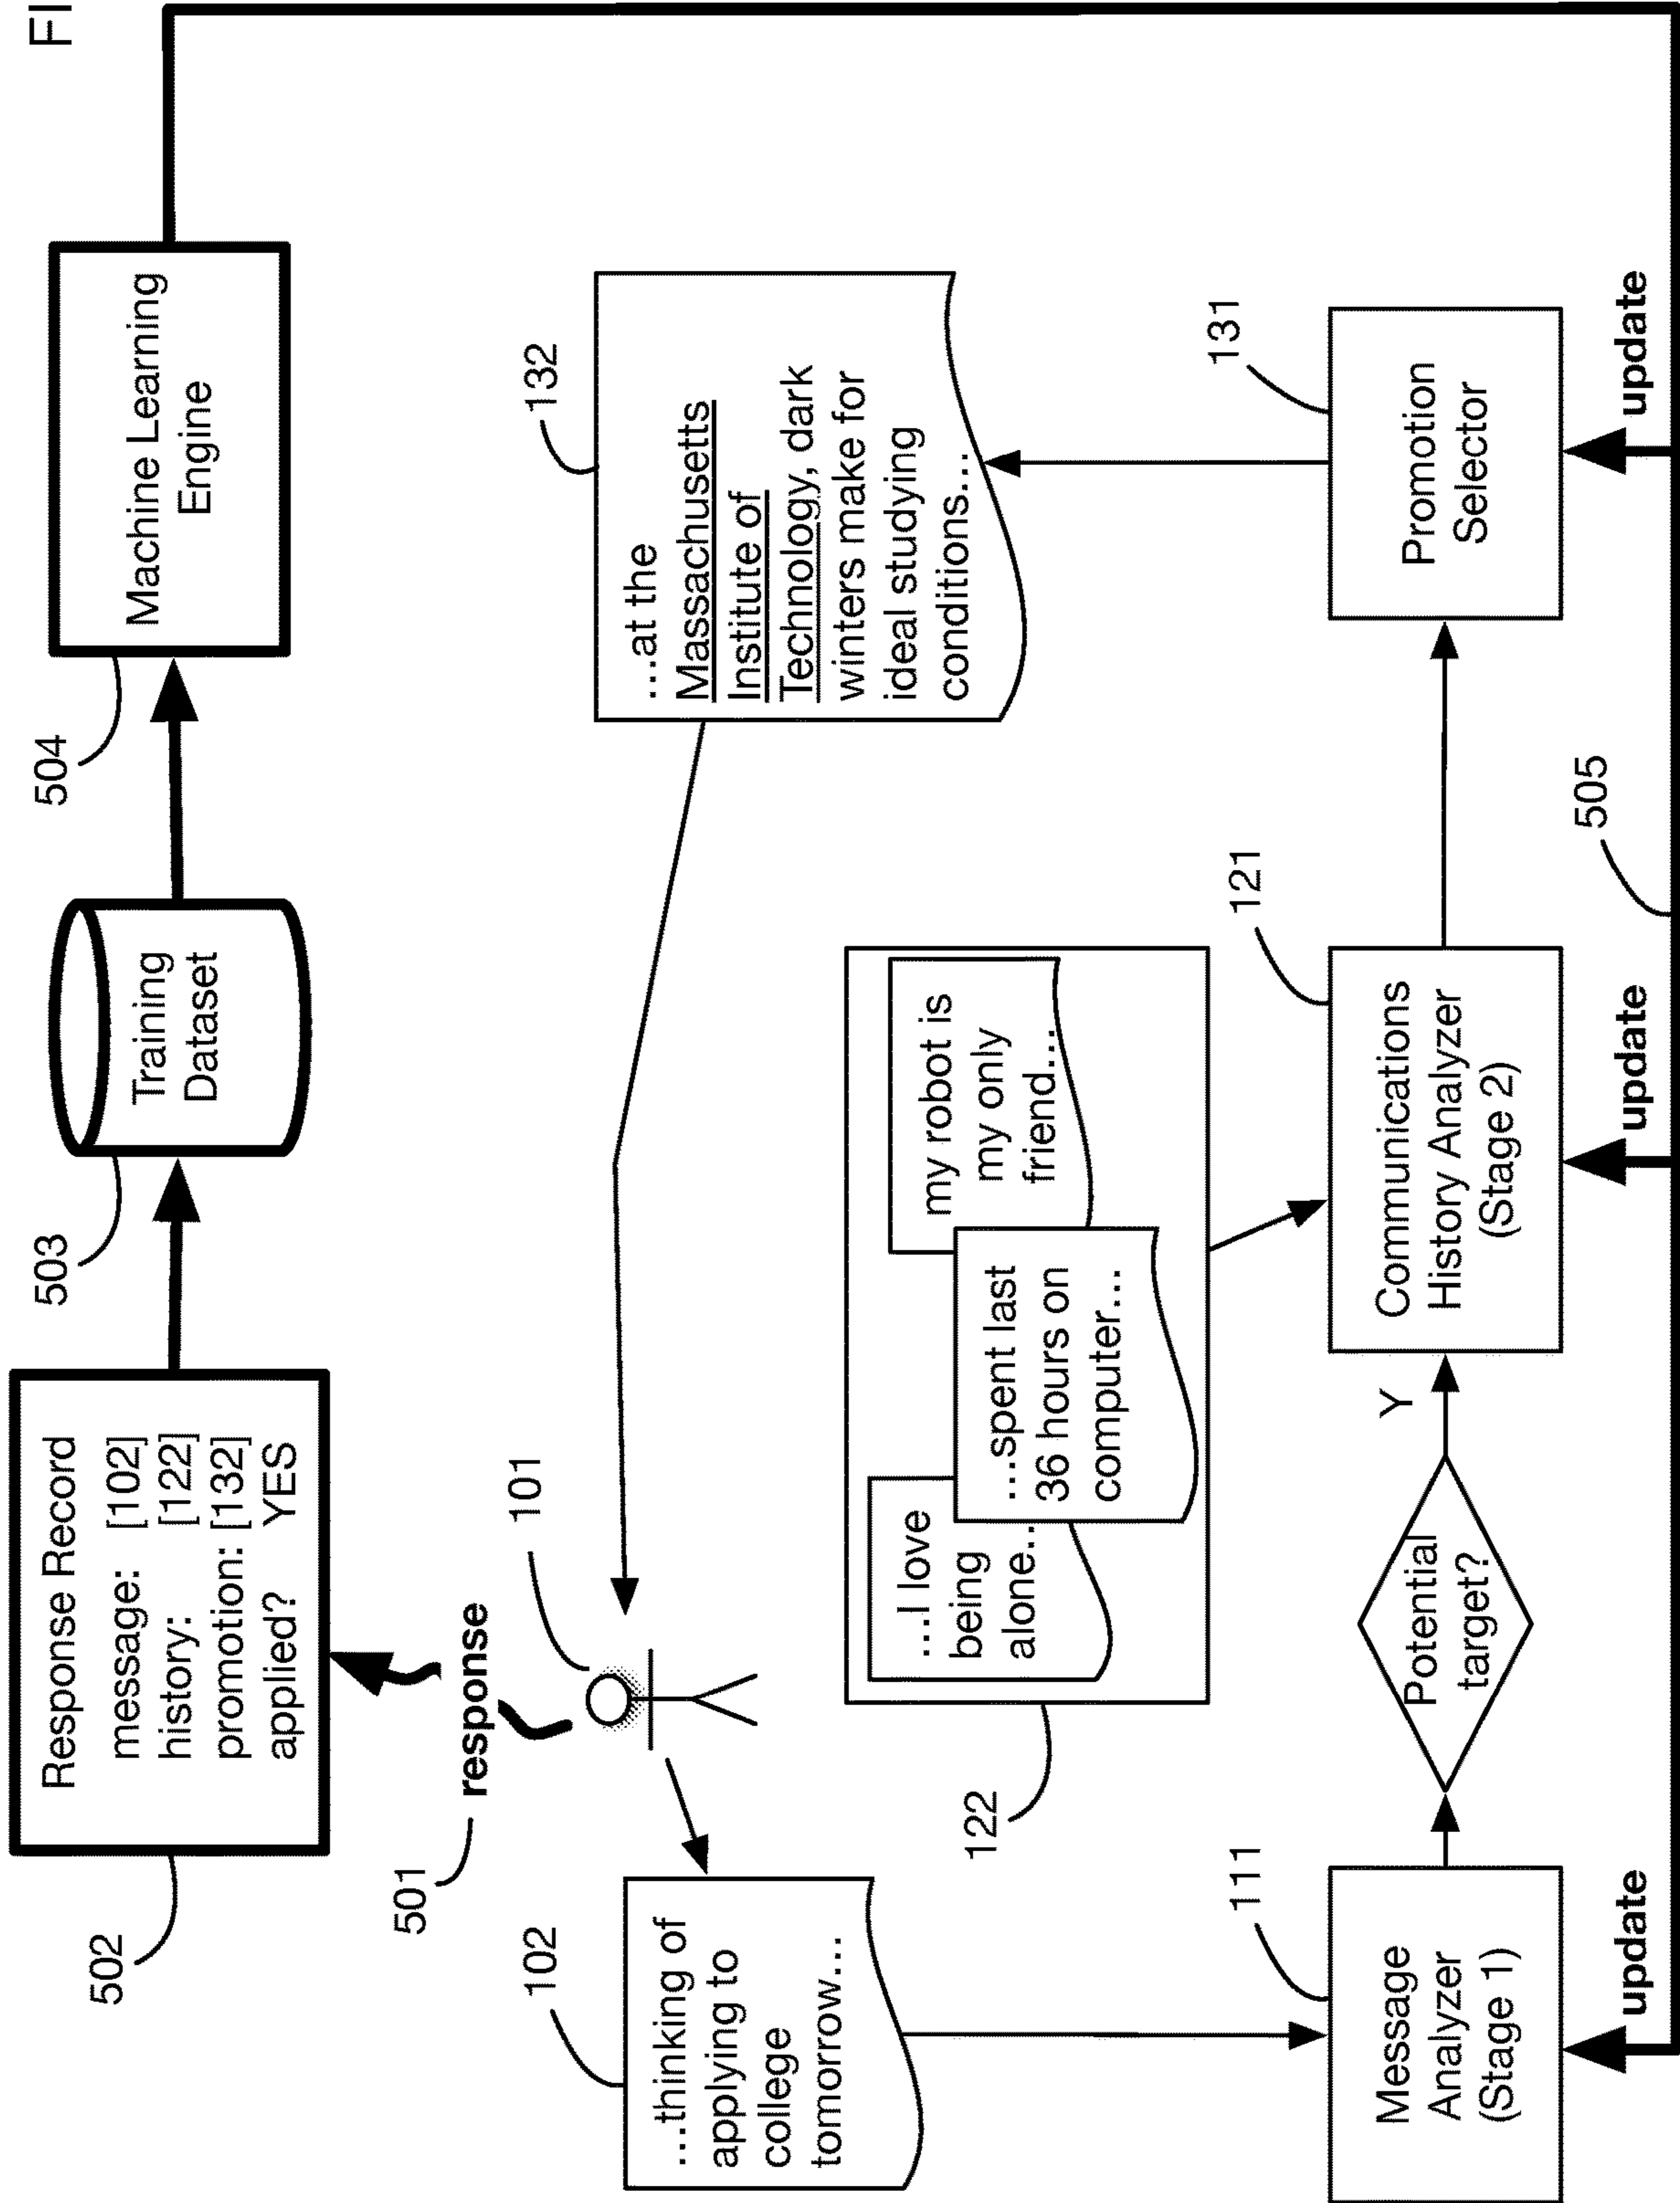 FI
502
Response Record
message: [102]
history: [122]
promotion: [132]
applied? YES
503
Training
Dataset
504
Machine Learning
Engine
501
response
101
102
...thinking of
applying to
college
tomorrow...
132
...at the
Massachusetts
Institute of
Technology, dark
winters make for
ideal studying
conditions...
122
...I love
being
alone...
...spent last
36 hours on
computer...
my robot is
my only
friend...
111
Message
Analyzer
(Stage 1)
Potential
target?
Y
121
Communications
History Analyzer
(Stage 2)
131
Promotion
Selector
505
update
update
update